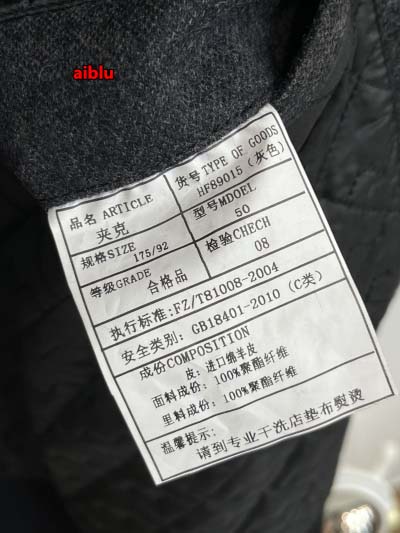 aiblu
品名 ARTICLE 货号TYPE OF GOODS
夹克 HF89015 (灰色)
规格SIZE 175/92 型号MDOEL
50
等级GRADE 检验CHECH
合格品 08
执行标准:FZ/T81008-2004
安全类别: GB18401-2010 (C类)
成份COMPOSITION
皮: 进口绵羊皮
面料成份: 100%聚酯纤维
里料成份: 100%聚酯纤维
温馨提示:
请到专业干洗店垫布熨烫